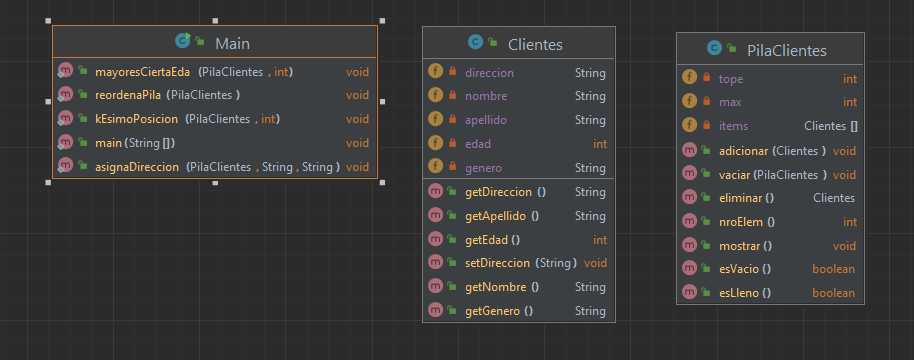 Main
mayoresCiertaEda (PilaClientes , int) void
reordenaPila (PilaClientes ) void
kEsimoPosicion (PilaClientes , int) void
main (String []) void
asignaDireccion (PilaClientes , String , String ) void
Clientes
f direccion String
f nombre String
f apellido String
f edad int
f genero String
m getDireccion () String
m getApellido () String
m getEdad () int
m setDireccion (String) void
m getNombre () String
m getGenero () String
PilaClientes
f tope int
f max int
f items Clientes []
m adicionar (Clientes ) void
m vaciar (PilaClientes ) void
m eliminar () Clientes
m nroElem () int
m mostrar () void
m esVacio () boolean
m esLleno () boolean